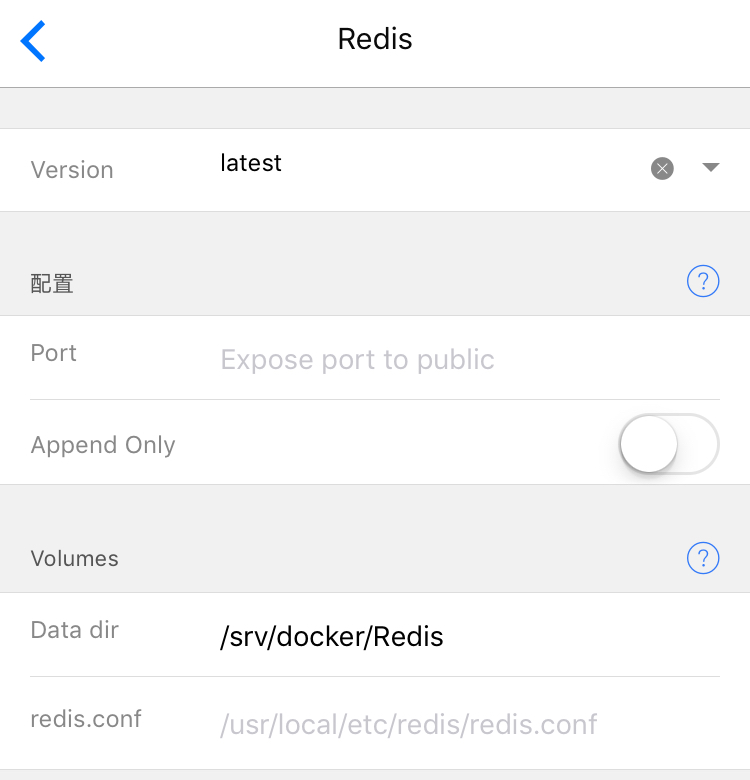 Redis
Version
latest
配置
?
Port
Expose port to public
Append Only
Volumes
?
Data dir
/srv/docker/Redis
redis.conf
/usr/local/etc/redis/redis.conf